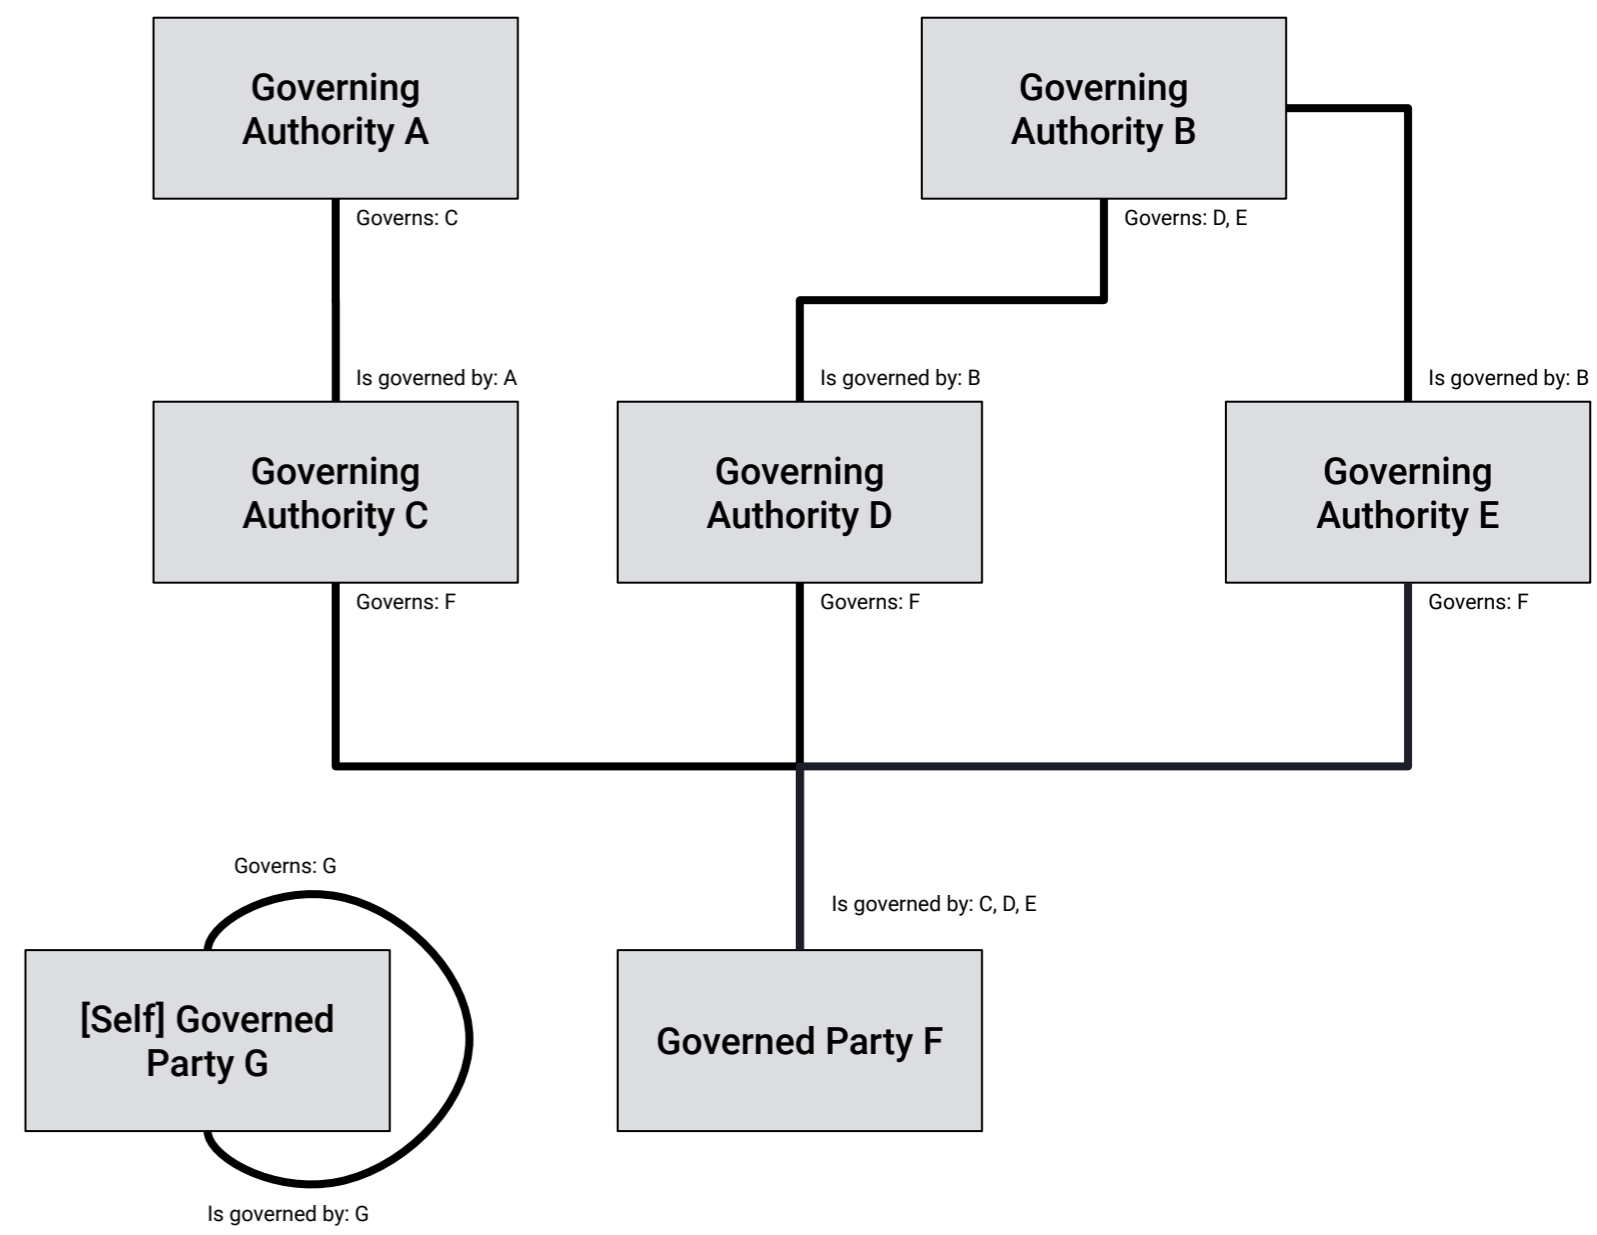 Governing
Authority A
Governing
Authority B
Governs: C
Governs: D, E
Is governed by: A
Is governed by: B
Is governed by: B
Governing
Authority C
Governing
Authority D
Governing
Authority E
Governs: F
Governs: F
Governs: F
Governs: G
Is governed by: C, D, E
[Self] Governed
Party G
Governed Party F
Is governed by: G